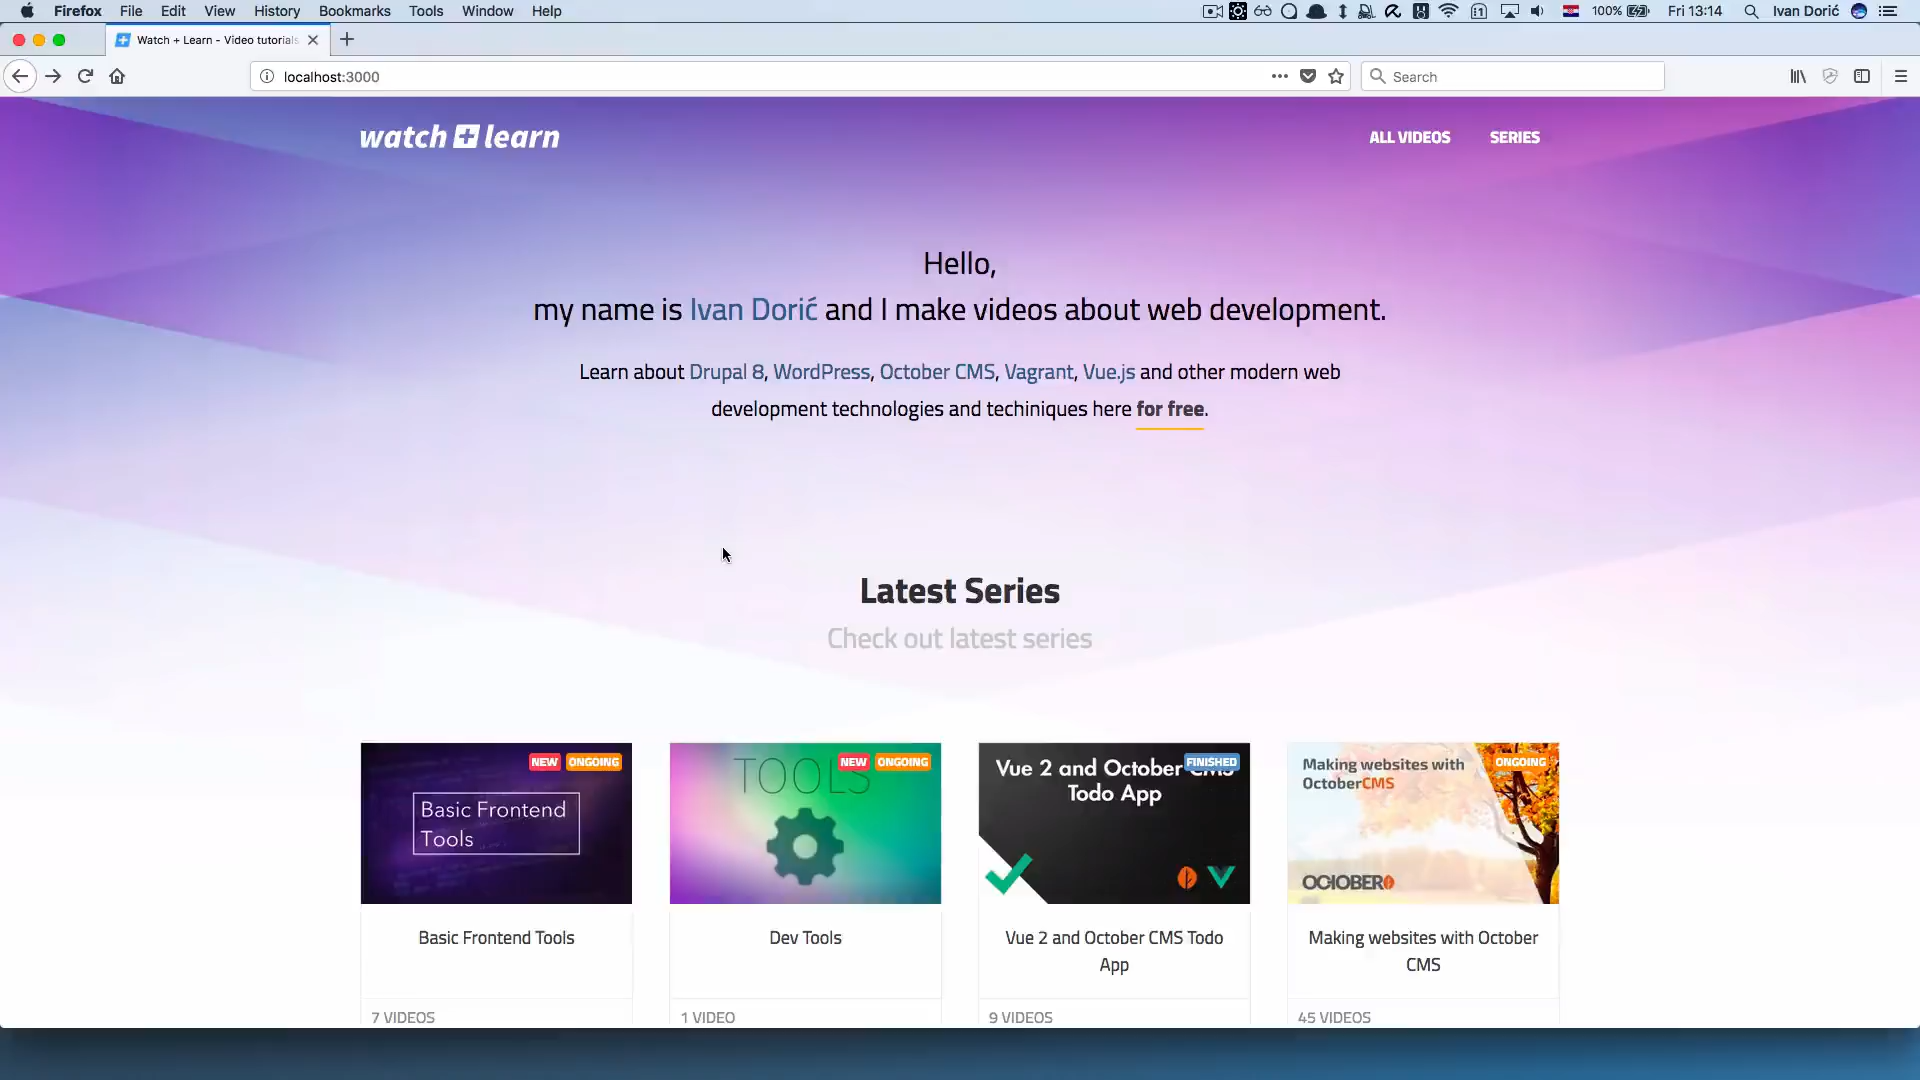 Firefox File Edit View History Bookmarks Tools Window Help
100% Fri 13:14 Ivan Dorić
Watch + Learn - Video tutorials
localhost:3000
Search
watch + learn
ALL VIDEOS SERIES
Hello,
my name is Ivan Dorić and I make videos about web development.
Learn about Drupal 8, WordPress, October CMS, Vagrant, Vue.js and other modern web
development technologies and techiniques here for free.
Latest Series
Check out latest series
NEW ONGOING
Basic Frontend
Tools
Basic Frontend Tools
7 VIDEOS
NEW ONGOING
TOOLS
Dev Tools
1 VIDEO
FINISHED
Vue 2 and October CMS
Todo App
Vue 2 and October CMS Todo
App
9 VIDEOS
ONGOING
Making websites with
OctoberCMS
OCTOBER
Making websites with October
CMS
45 VIDEOS